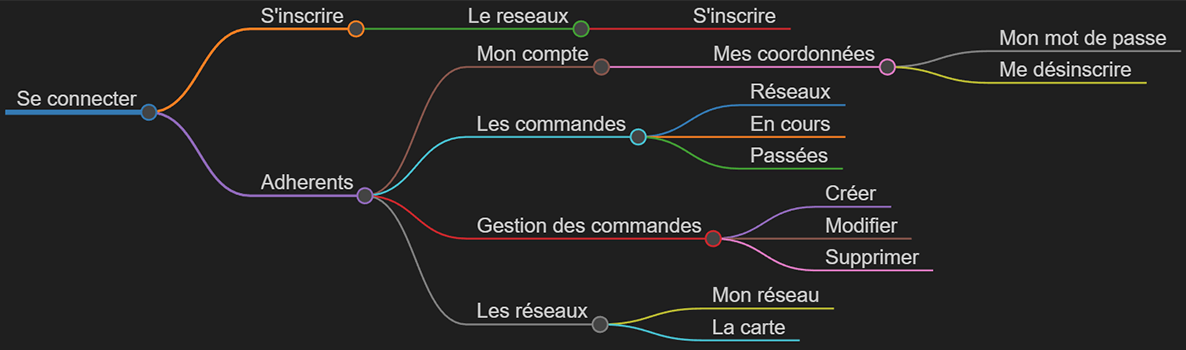 Se connecter
S'inscrire
Le reseaux
S'inscrire
Adherents
Mon compte
Mes coordonnées
Mon mot de passe
Me désinscrire
Les commandes
Réseaux
En cours
Passées
Gestion des commandes
Créer
Modifier
Supprimer
Les réseaux
Mon réseau
La carte